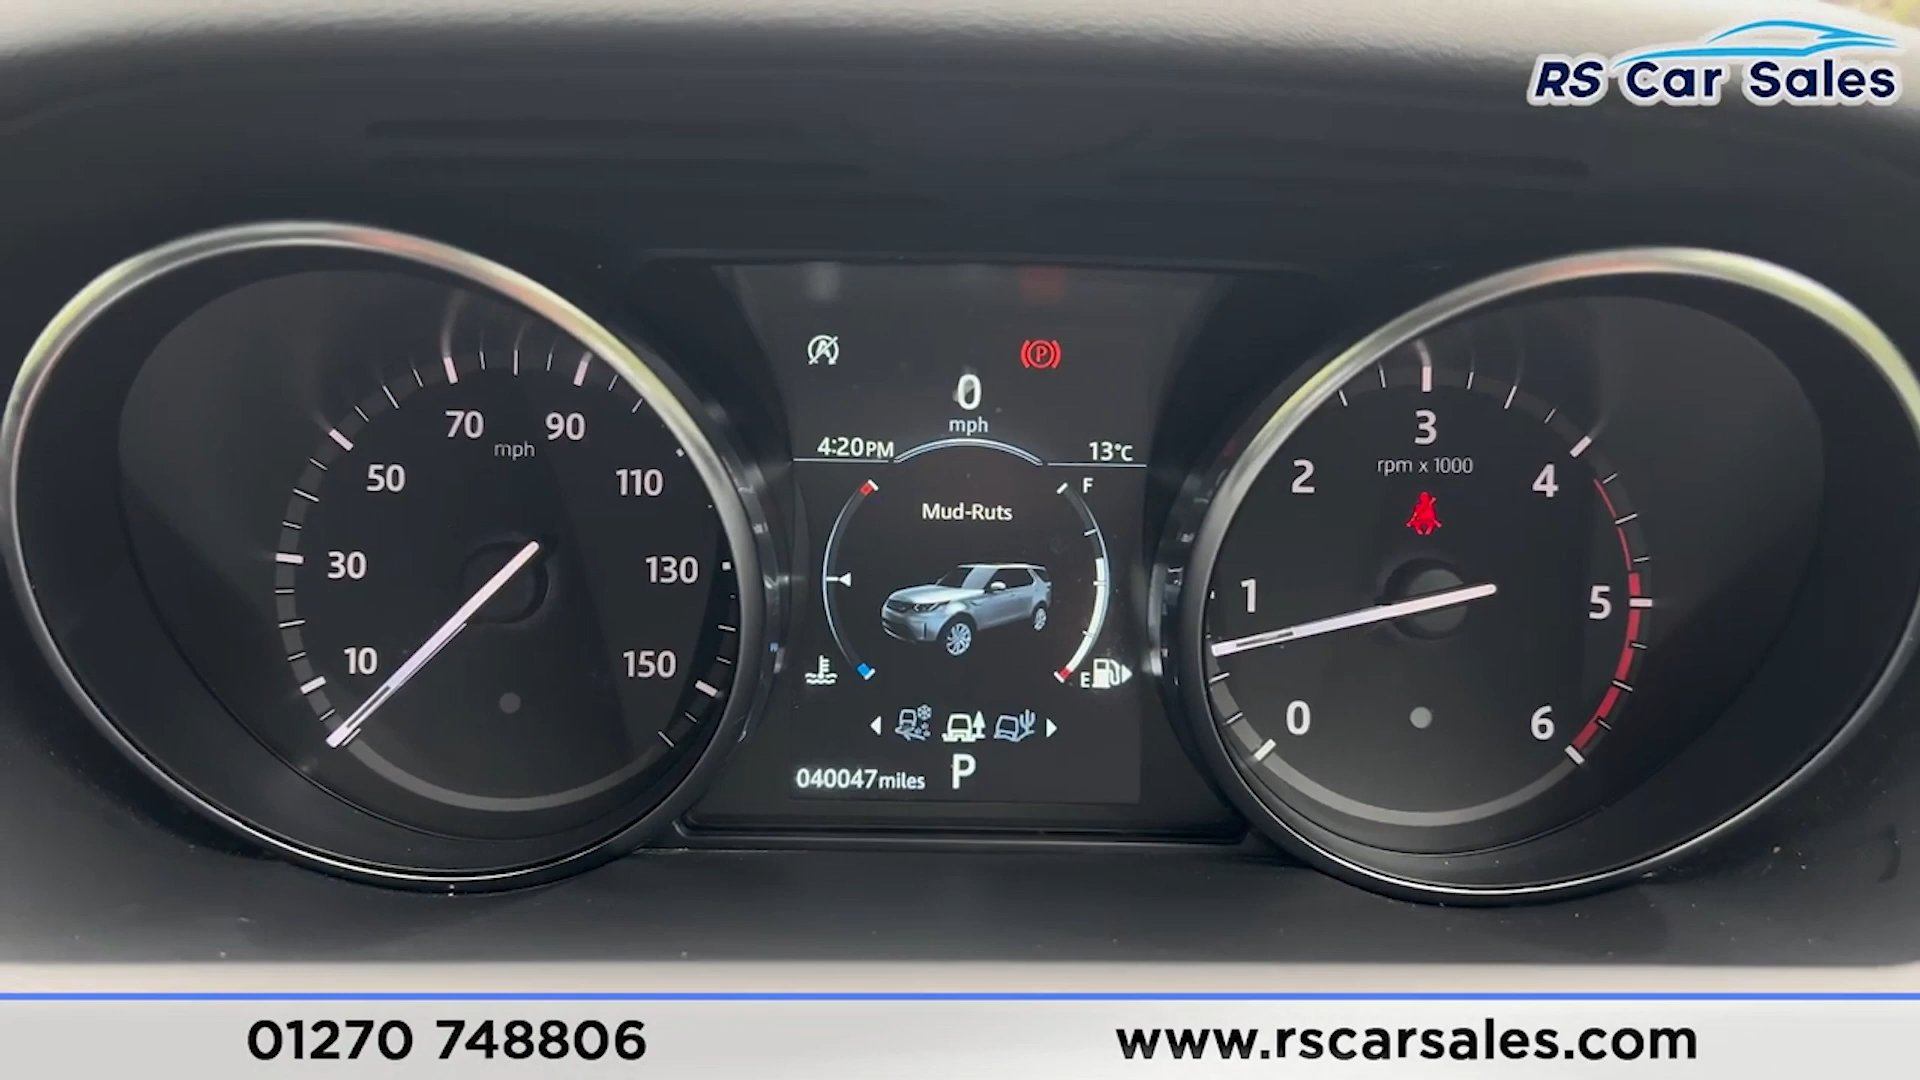 RS Car Sales
0
mph
4:20PM 13°C
Mud-Ruts
F
E
040047miles P
70 90
mph
50 110
30 130
10 150
3
rpm x 1000
2 4
1 5
0 6
P
A
01270 748806 www.rscarsales.com